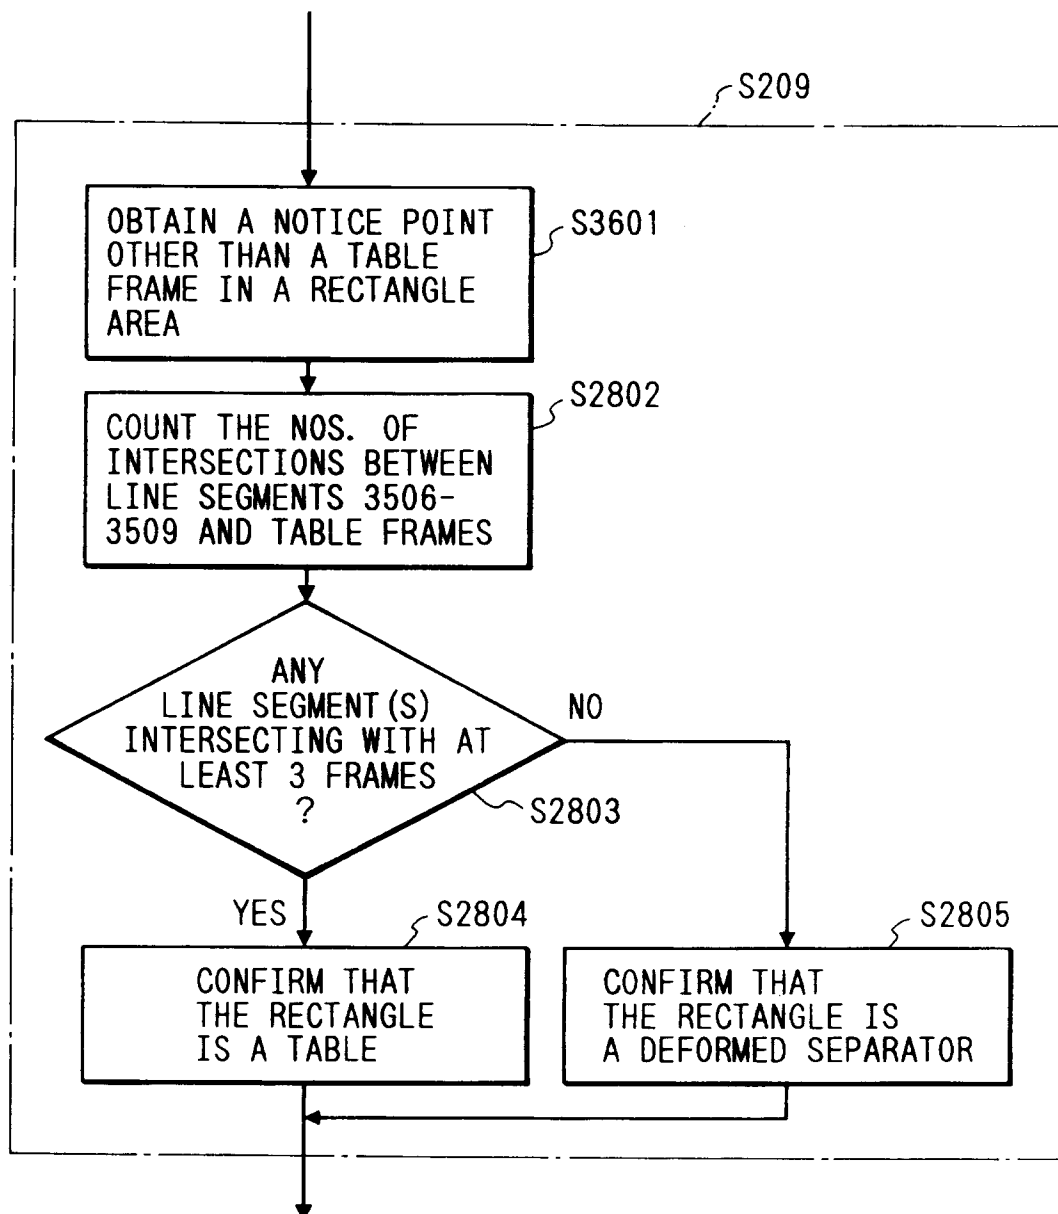 S209
OBTAIN A NOTICE POINT
OTHER THAN A TABLE
FRAME IN A RECTANGLE
AREA
S3601
COUNT THE NOS. OF
INTERSECTIONS BETWEEN
LINE SEGMENTS 3506-
3509 AND TABLE FRAMES
S2802
ANY
LINE SEGMENT(S)
INTERSECTING WITH AT
LEAST 3 FRAMES
?
NO
S2803
YES
S2804
CONFIRM THAT
THE RECTANGLE
IS A TABLE
S2805
CONFIRM THAT
THE RECTANGLE IS
A DEFORMED SEPARATOR